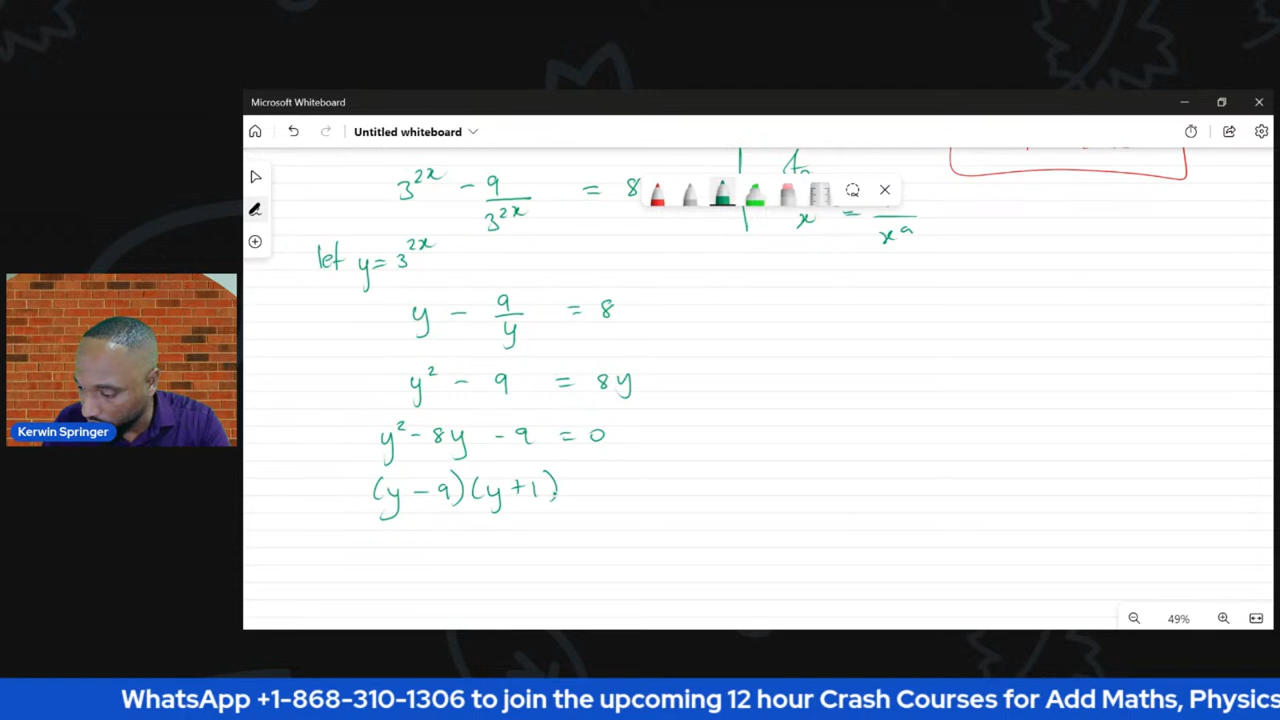 Microsoft Whiteboard
Untitled whiteboard
3^{2x} - 9/3^{2x} = 8
x = /x^a
let y = 3^{2x}
y - 9/y = 8
y² - 9 = 8y
y² - 8y - 9 = 0
(y - 9)(y + 1)
Kerwin Springer
49%
WhatsApp +1-868-310-1306 to join the upcoming 12 hour Crash Courses for Add Maths, Physics